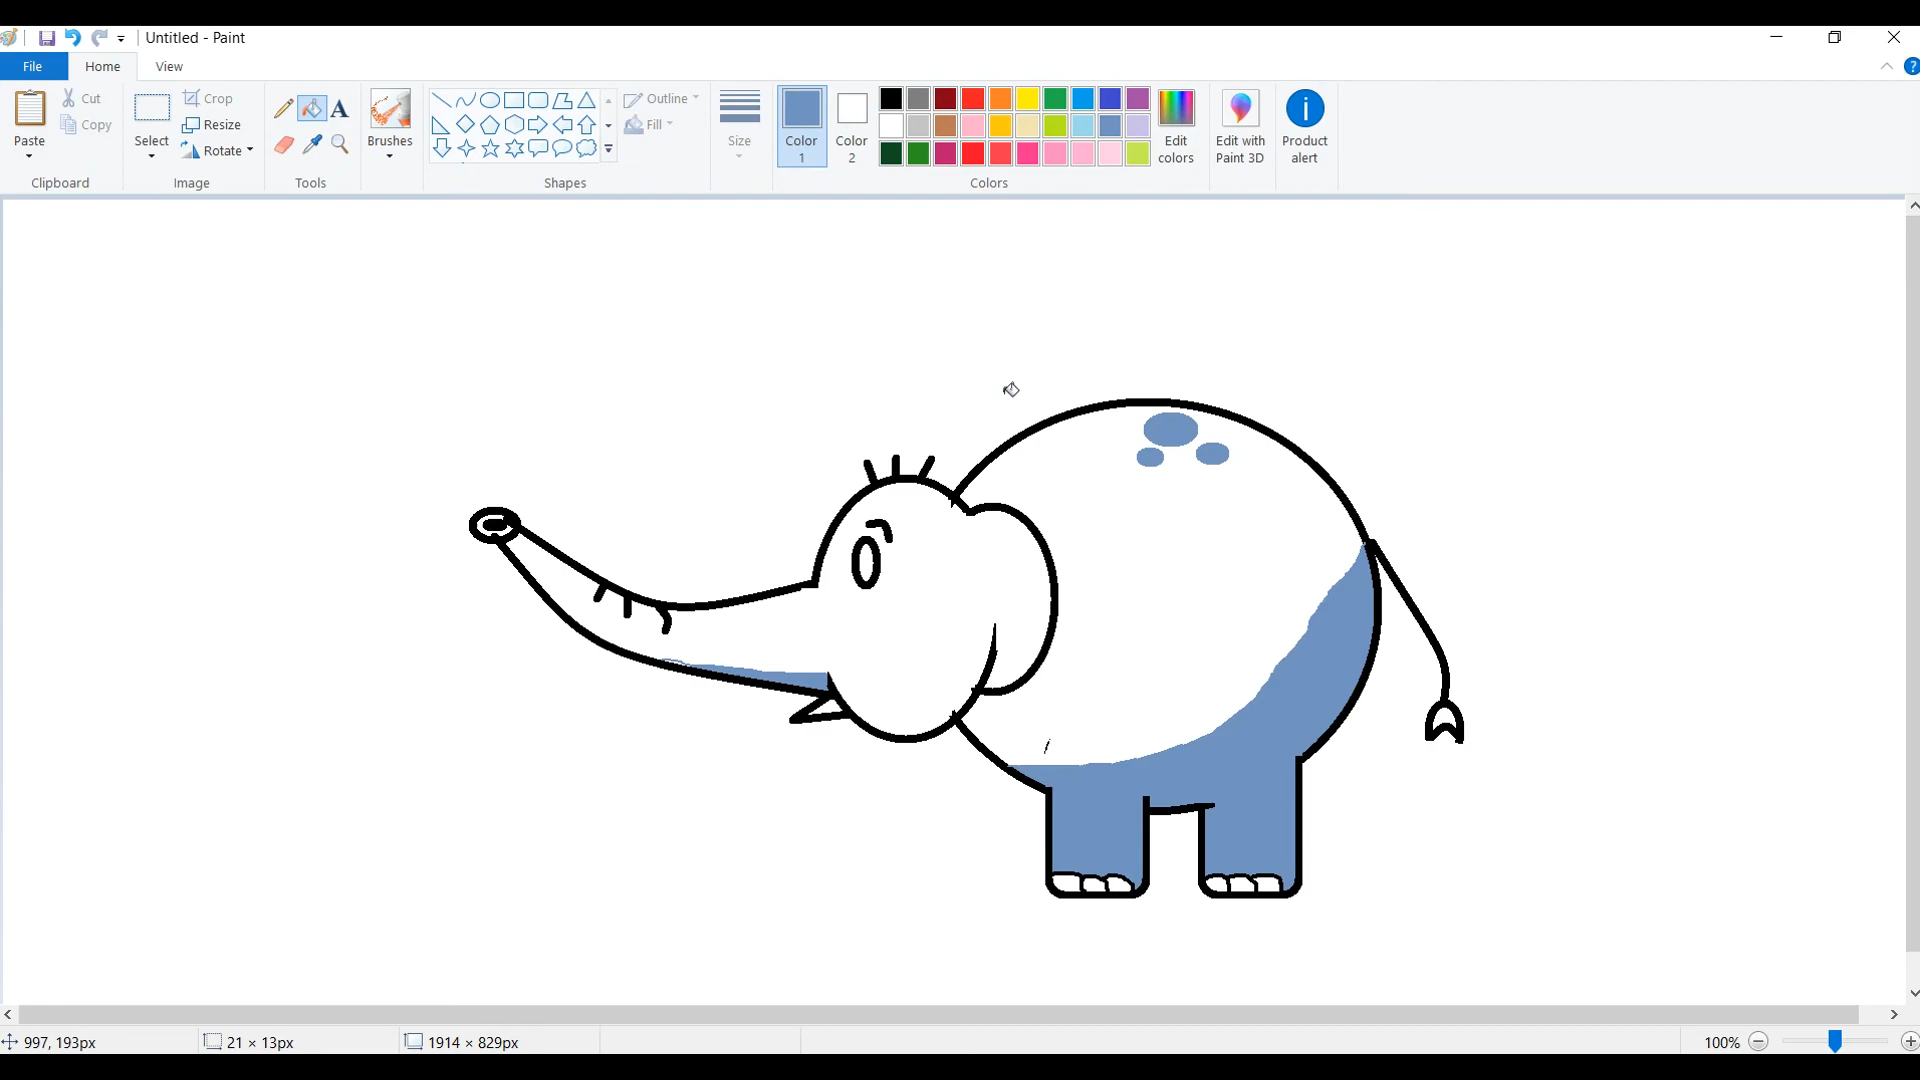 Untitled - Paint
File Home View
Paste Cut Copy
Clipboard
Select Crop Resize Rotate
Image
A
Tools
Brushes
Shapes
Outline
Fill
Size
Color 1
Color 2
Edit colors
Colors
Edit with Paint 3D
Product alert
997, 193px 21 × 13px 1914 × 829px 100%